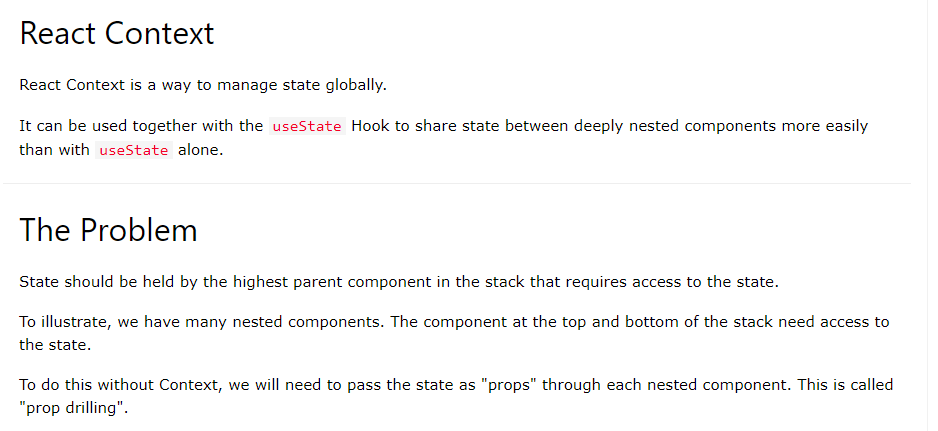 React Context
React Context is a way to manage state globally.
It can be used together with the useState Hook to share state between deeply nested components more easily
than with useState alone.
The Problem
State should be held by the highest parent component in the stack that requires access to the state.
To illustrate, we have many nested components. The component at the top and bottom of the stack need access to
the state.
To do this without Context, we will need to pass the state as "props" through each nested component. This is called
"prop drilling".